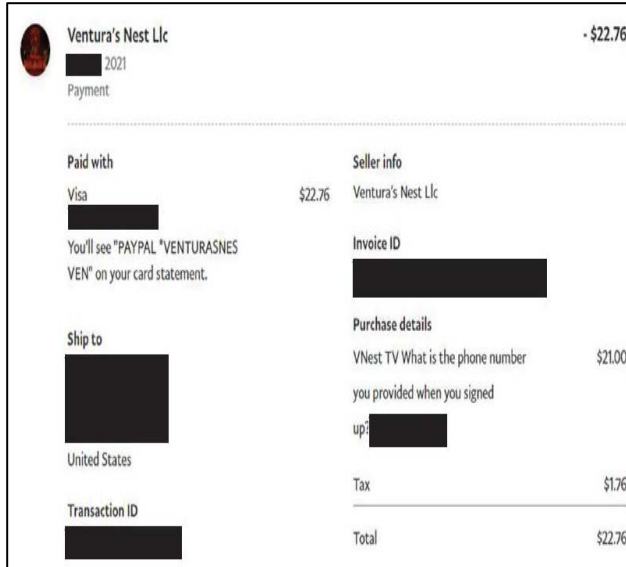 Ventura's Nest Llc
- $22.76
2021
Payment
Paid with
Visa
$22.76
You'll see "PAYPAL *VENTURASNES
VEN" on your card statement.
Ship to
United States
Transaction ID
Seller info
Ventura's Nest Llc
Invoice ID
Purchase details
VNest TV What is the phone number
$21.00
you provided when you signed
up?
Tax
$1.76
Total
$22.76